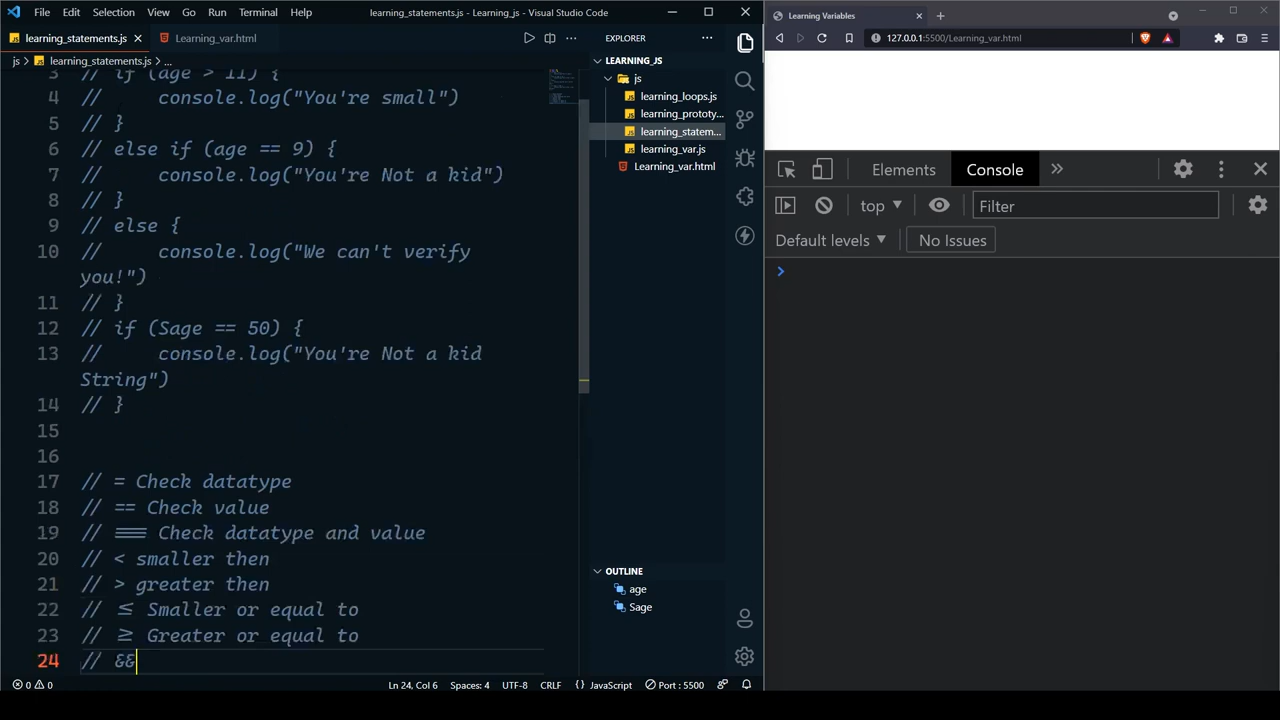 File Edit Selection View Go Run Terminal Help
learning_statements.js - Learning_js - Visual Studio Code
learning_statements.js
Learning_var.html
js > learning_statements.js > ...
3 // if (age > 11) {
4 // console.log("You're small")
5 // }
6 // else if (age == 9) {
7 // console.log("You're Not a kid")
8 // }
9 // else {
10 // console.log("We can't verify
you!")
11 // }
12 // if (Sage == 50) {
13 // console.log("You're Not a kid
String")
14 // }
15
16
17 // = Check datatype
18 // == Check value
19 // === Check datatype and value
20 // < smaller then
21 // > greater then
22 // <= Smaller or equal to
23 // >= Greater or equal to
24 // &&
0 0
Ln 24, Col 6 Spaces: 4 UTF-8 CRLF {} JavaScript Port : 5500
EXPLORER
LEARNING_JS
js
learning_loops.js
learning_prototy...
learning_statem...
learning_var.js
Learning_var.html
OUTLINE
age
Sage
Learning Variables
127.0.0.1:5500/Learning_var.html
Elements Console
top Filter
Default levels No Issues